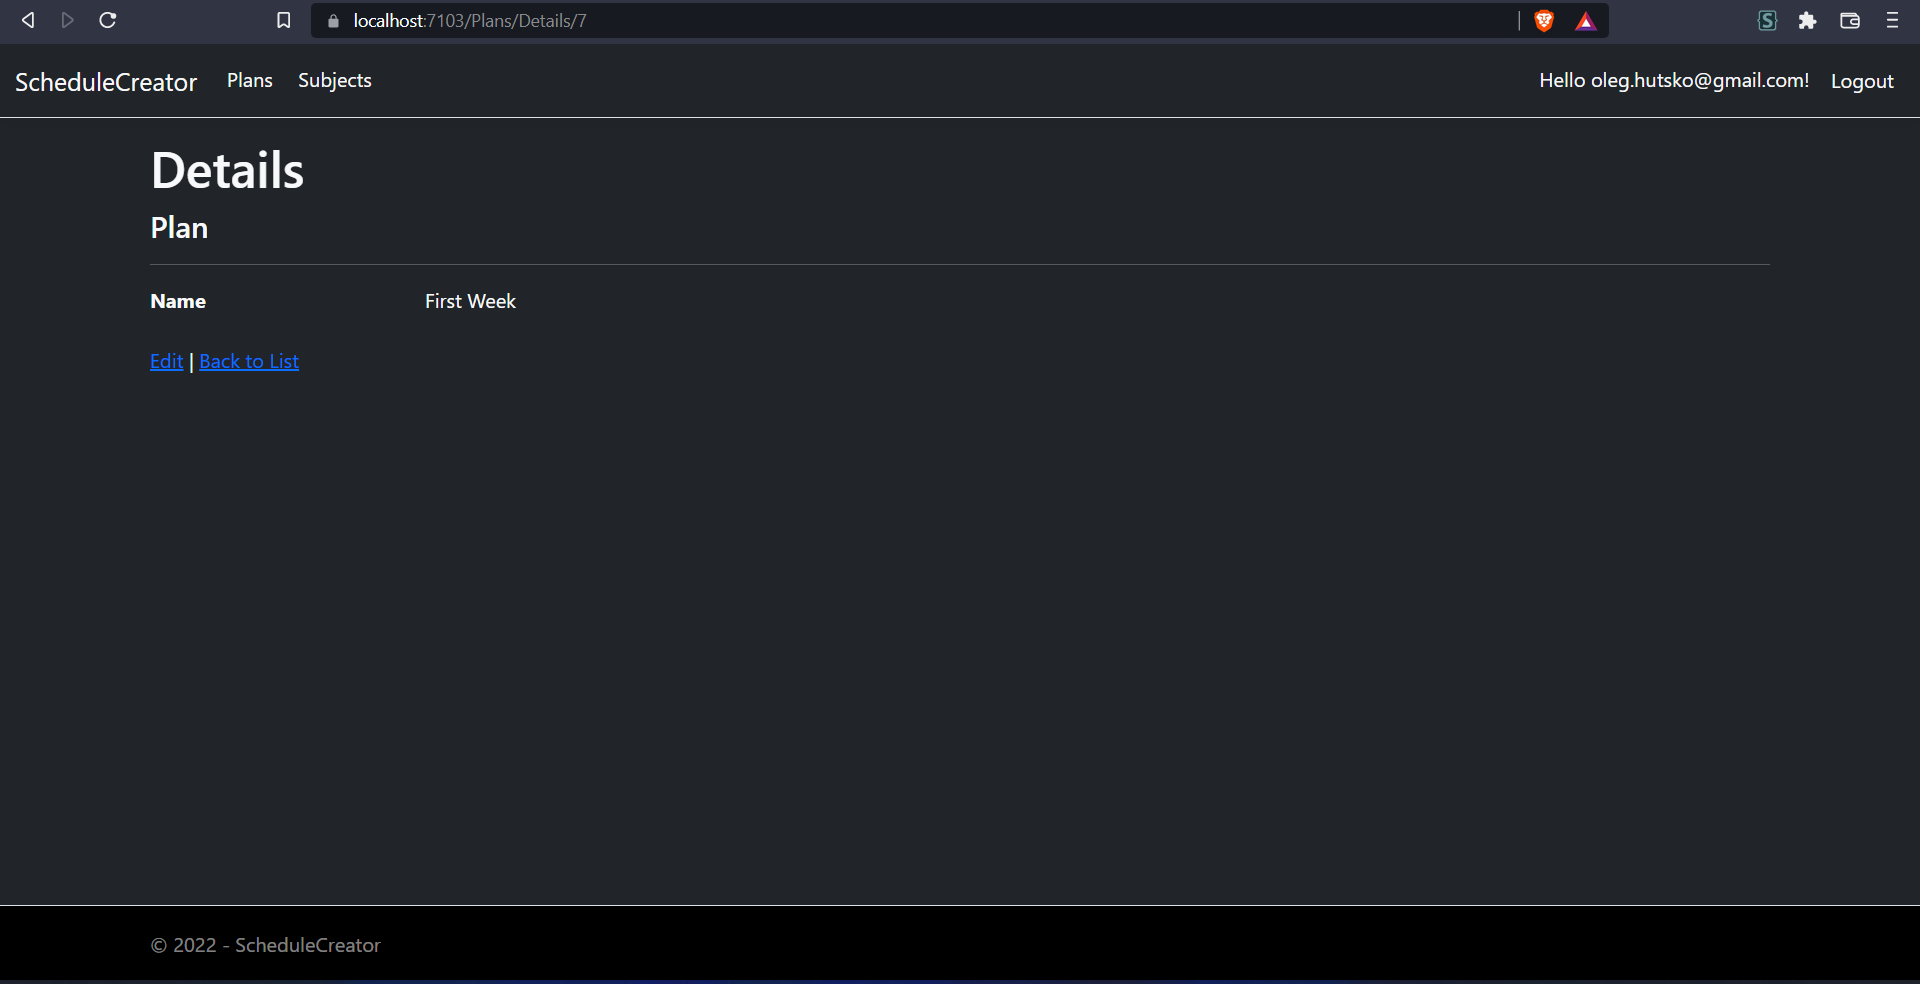 localhost:7103/Plans/Details/7
ScheduleCreator Plans Subjects Hello oleg.hutsko@gmail.com! Logout
Details
Plan
Name First Week
Edit | Back to List
© 2022 - ScheduleCreator